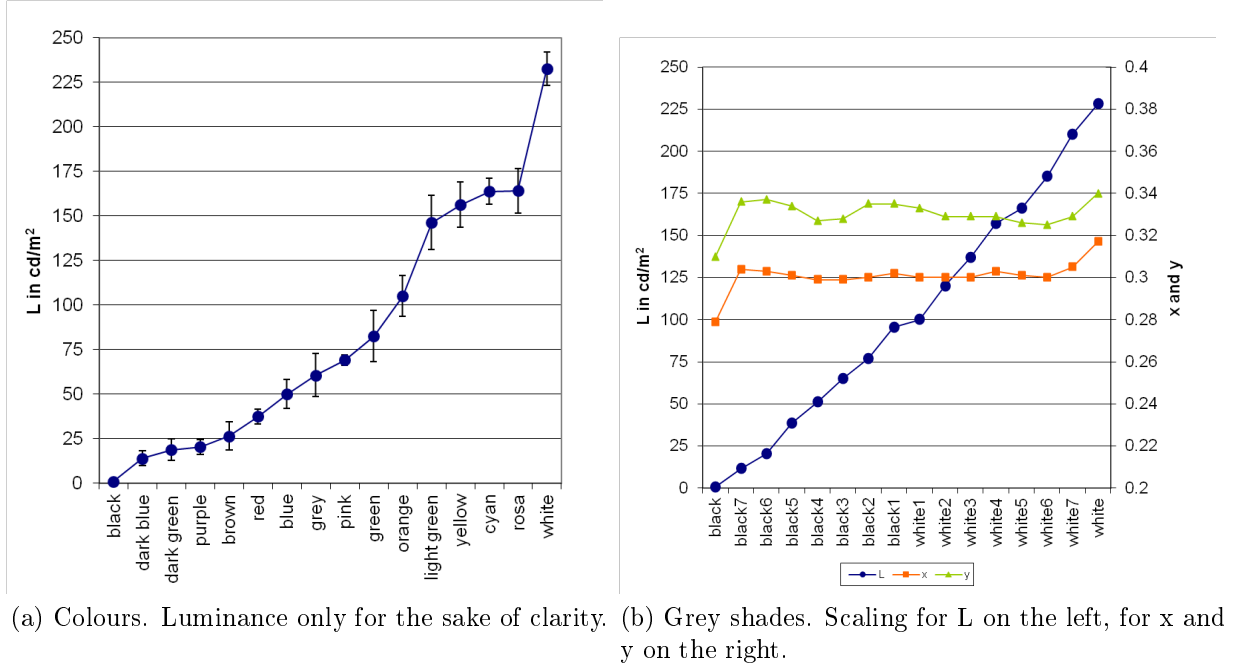 250
225
200
175
150
125
100
75
50
25
0
L in cd/m²
black
dark blue
dark green
purple
brown
red
blue
grey
pink
green
orange
light green
yellow
cyan
rosa
white
(a) Colours. Luminance only for the sake of clarity.
250
225
200
175
150
125
100
75
50
25
0
L in cd/m²
0.4
0.38
0.36
0.34
0.32
0.3
0.28
0.26
0.24
0.22
0.2
x and y
black
black7
black6
black5
black4
black3
black2
black1
white1
white2
white3
white4
white5
white6
white7
white
L x y
(b) Grey shades. Scaling for L on the left, for x and
y on the right.